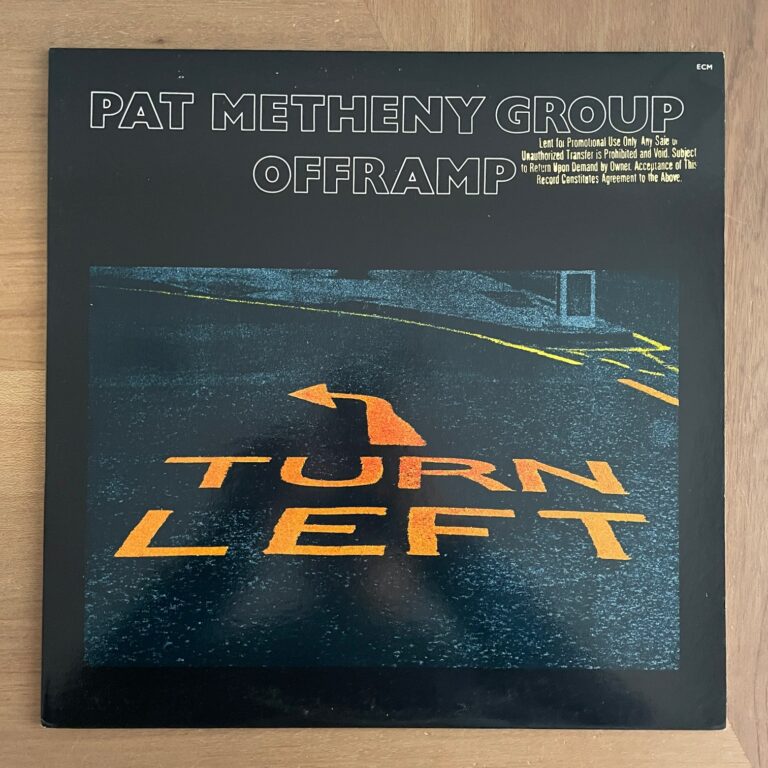 ECM
PAT METHENY GROUP
OFFRAMP
Lent for Promotional Use Only Any Sale or
Unauthorized Transfer is Prohibited and Void. Subject
to Return Upon Demand by Owner. Acceptance of This
Record Constitutes Agreement to the Above.
TURN
LEFT